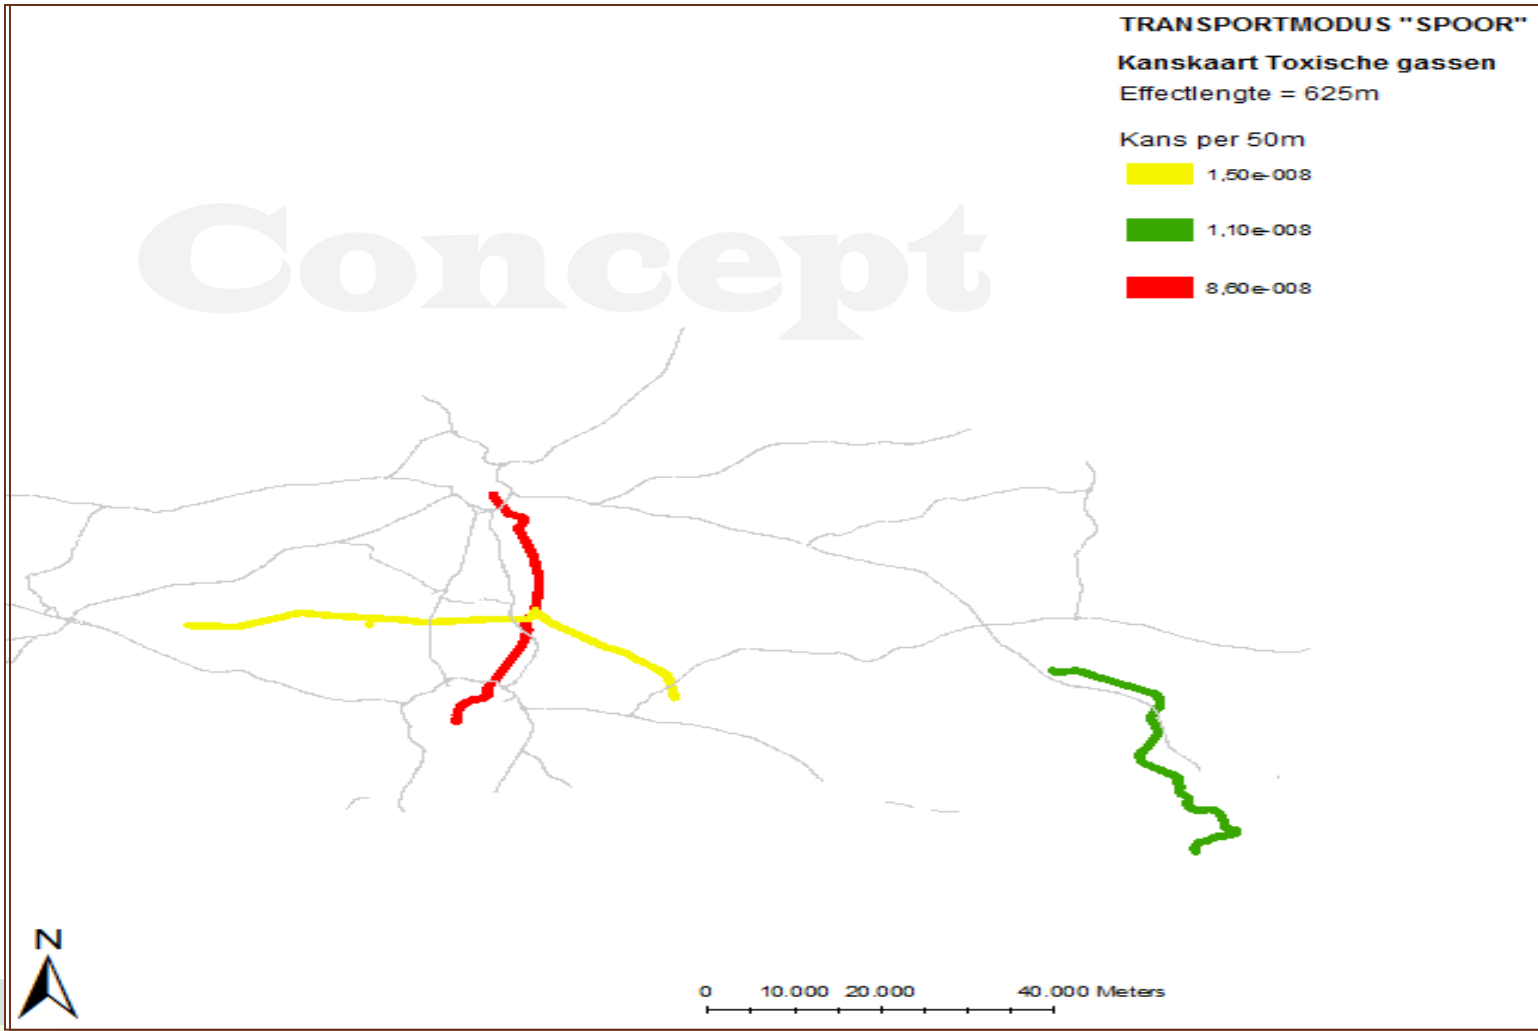 TRANSPORTMODUS "SPOOR"
Kanskaart Toxische gassen
Effectlengte = 625m
Kans per 50m
1,50e-008
1,10e-008
8,60e-008
Concept
N
0 10.000 20.000 40.000 Meters